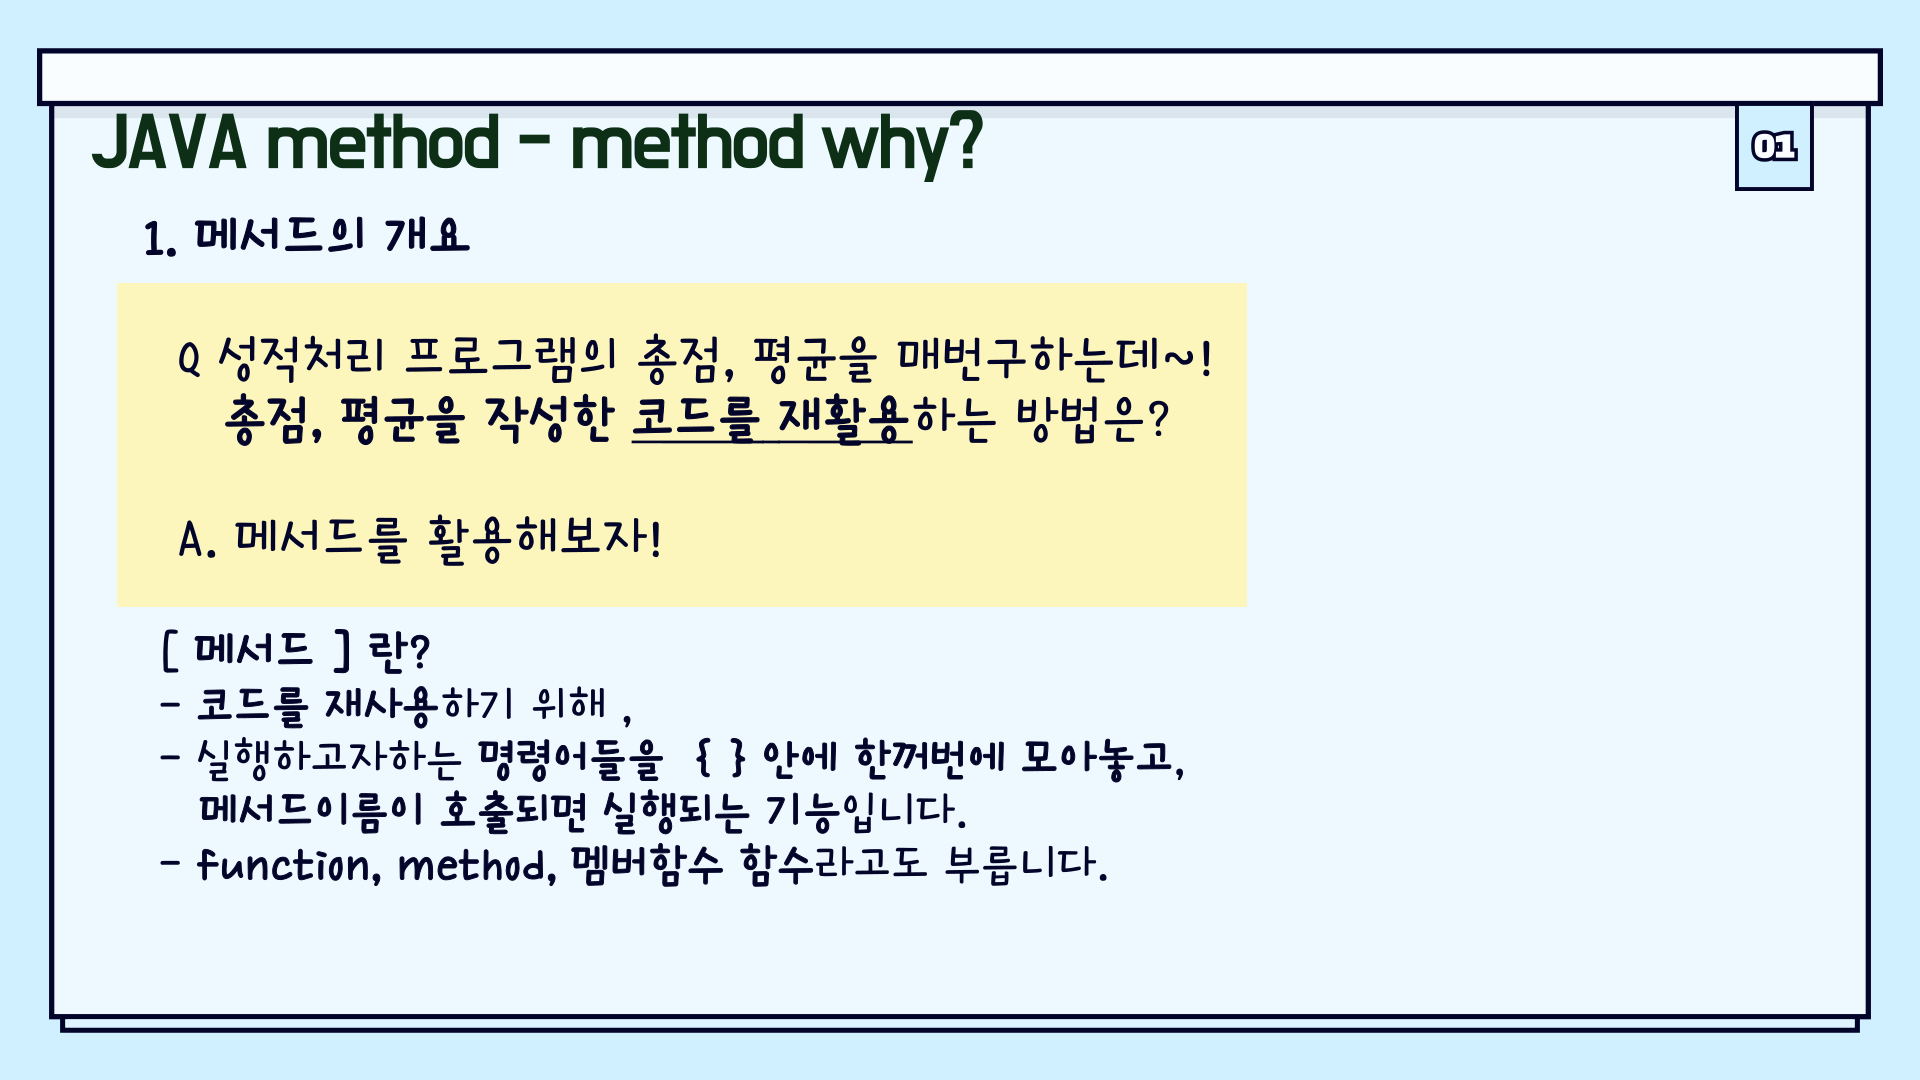 JAVA method - method why?
01
1. 메서드의 개요
Q 성적처리 프로그램의 총점, 평균을 매번구하는데~!
총점, 평균을 작성한 코드를 재활용하는 방법은?
A. 메서드를 활용해보자!
[ 메서드 ] 란?
- 코드를 재사용하기 위해 ,
- 실행하고자하는 명령어들을 { } 안에 한꺼번에 모아놓고,
메서드이름이 호출되면 실행되는 기능입니다.
- function, method, 멤버함수 함수라고도 부릅니다.